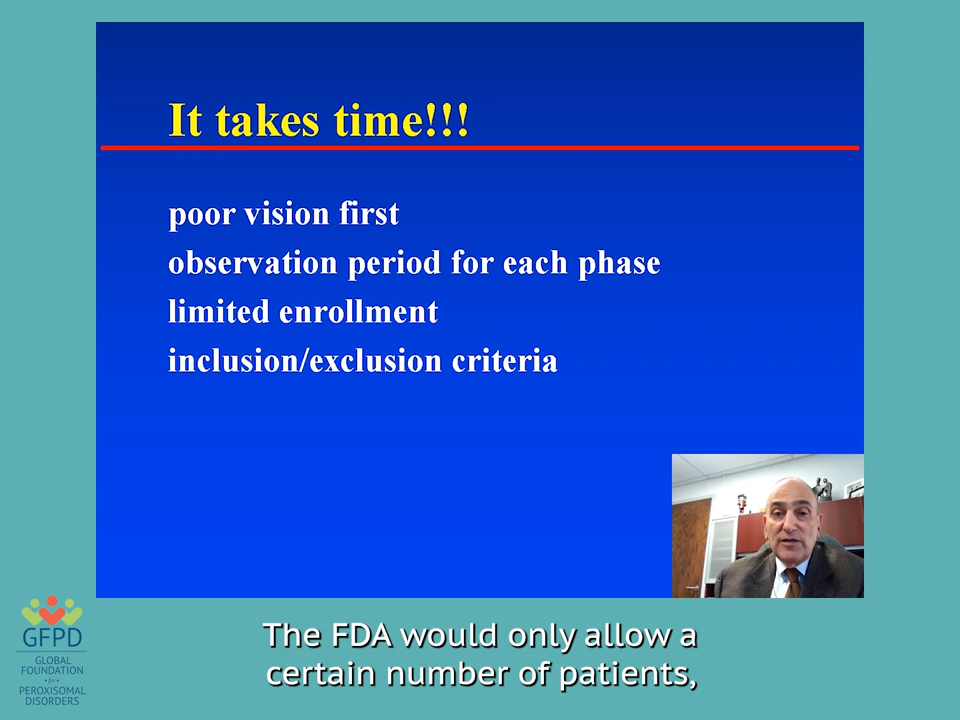 It takes time!!!
poor vision first
observation period for each phase
limited enrollment
inclusion/exclusion criteria
GFPD
GLOBAL
FOUNDATION
-for-
PEROXISOMAL
DISORDERS
The FDA would only allow a
certain number of patients,